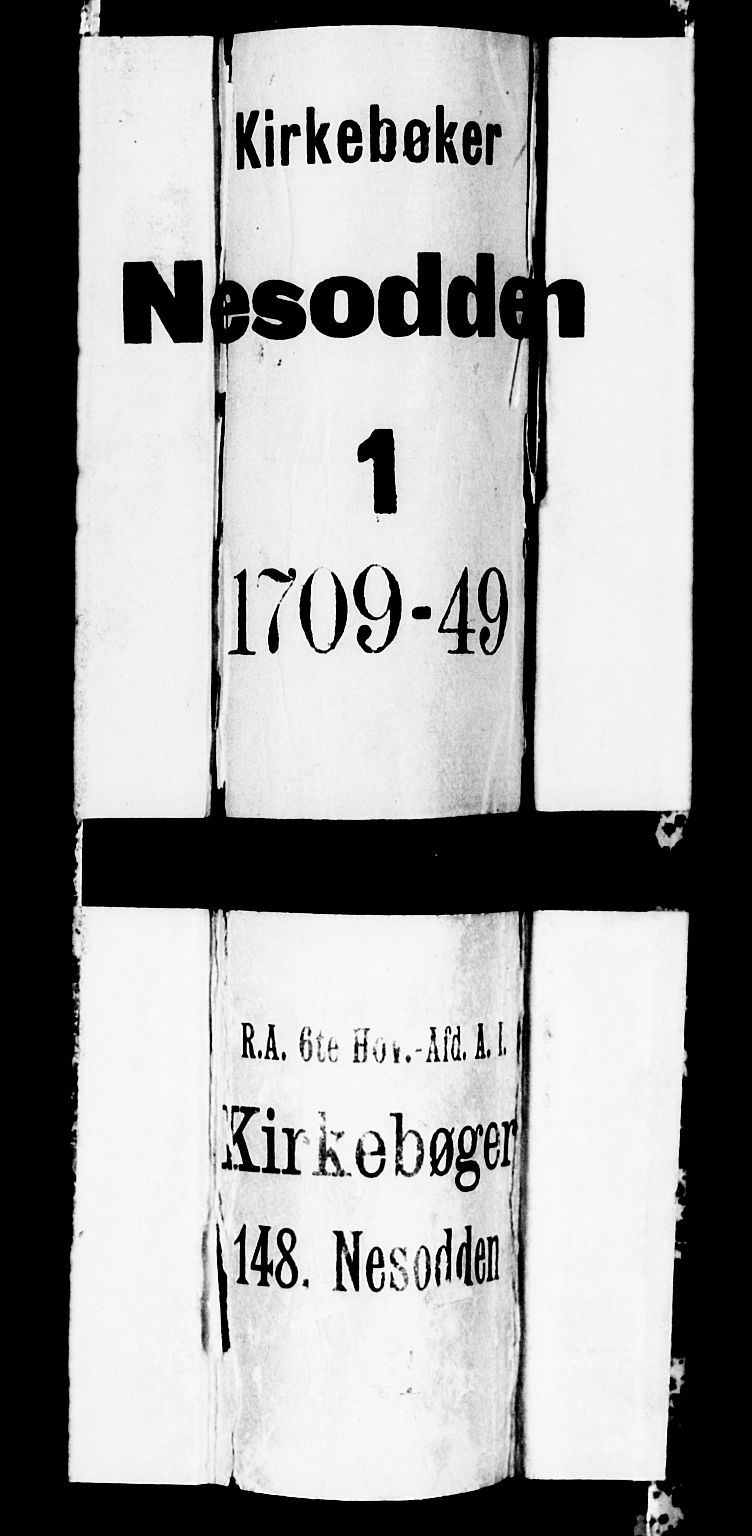 Kirkebøker
Nesodden
1
1709-49
R.A. 6te Hov.-Afd. A. I.
Kirkebøger
148. Nesodden